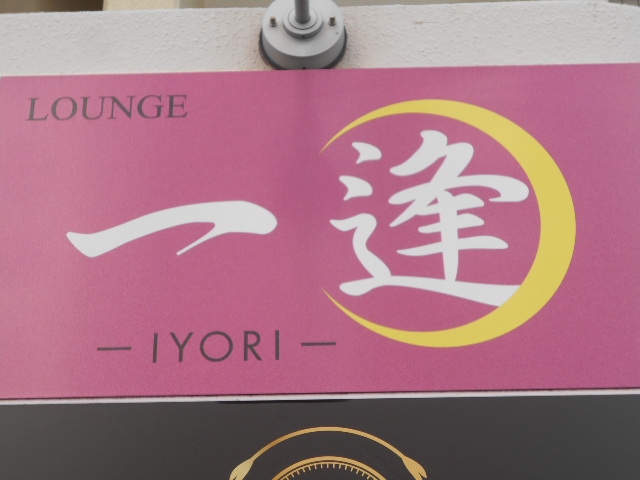 LOUNGE
一逢
— IYORI —